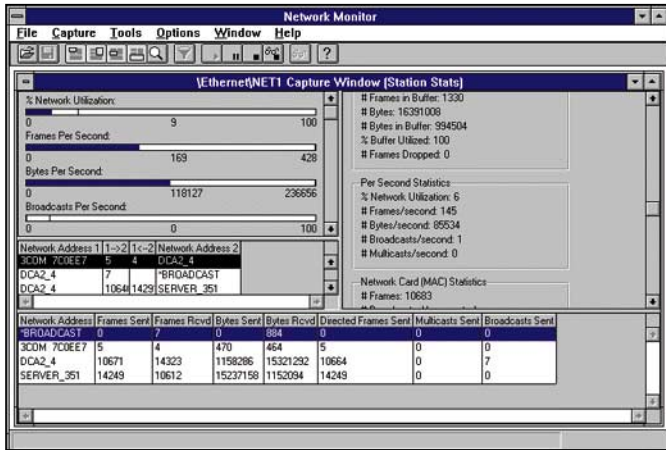 Network Monitor
File Capture Tools Options Window Help
\Ethernet\NET1 Capture Window (Station Stats)
% Network Utilization:
0 9 100
Frames Per Second:
0 169 428
Bytes Per Second:
0 118127 236656
Broadcasts Per Second:
0 0 100
# Frames in Buffer: 1330
# Bytes: 16391008
# Bytes in Buffer: 994504
% Buffer Utilized: 100
# Frames Dropped: 0
Per Second Statistics
% Network Utilization: 6
# Frames/second: 145
# Bytes/second: 85534
# Broadcasts/second: 1
# Multicasts/second: 0
Network Card (MAC) Statistics
# Frames: 10683
Network Address 1 1-->2 1<--2 Network Address 2
3COM 7C0EE7 5 4 DCA2_4
DCA2_4 7 *BROADCAST
DCA2_4 1064 1429 SERVER_351
Network Address Frames Sent Frames Rcvd Bytes Sent Bytes Rcvd Directed Frames Sent Multicasts Sent Broadcasts Sent
*BROADCAST 0 7 0 884 0 0 0
3COM 7C0EE7 5 4 470 464 5 0 0
DCA2_4 10671 14323 1158286 15321292 10664 0 7
SERVER_351 14249 10612 15237158 1152094 14249 0 0